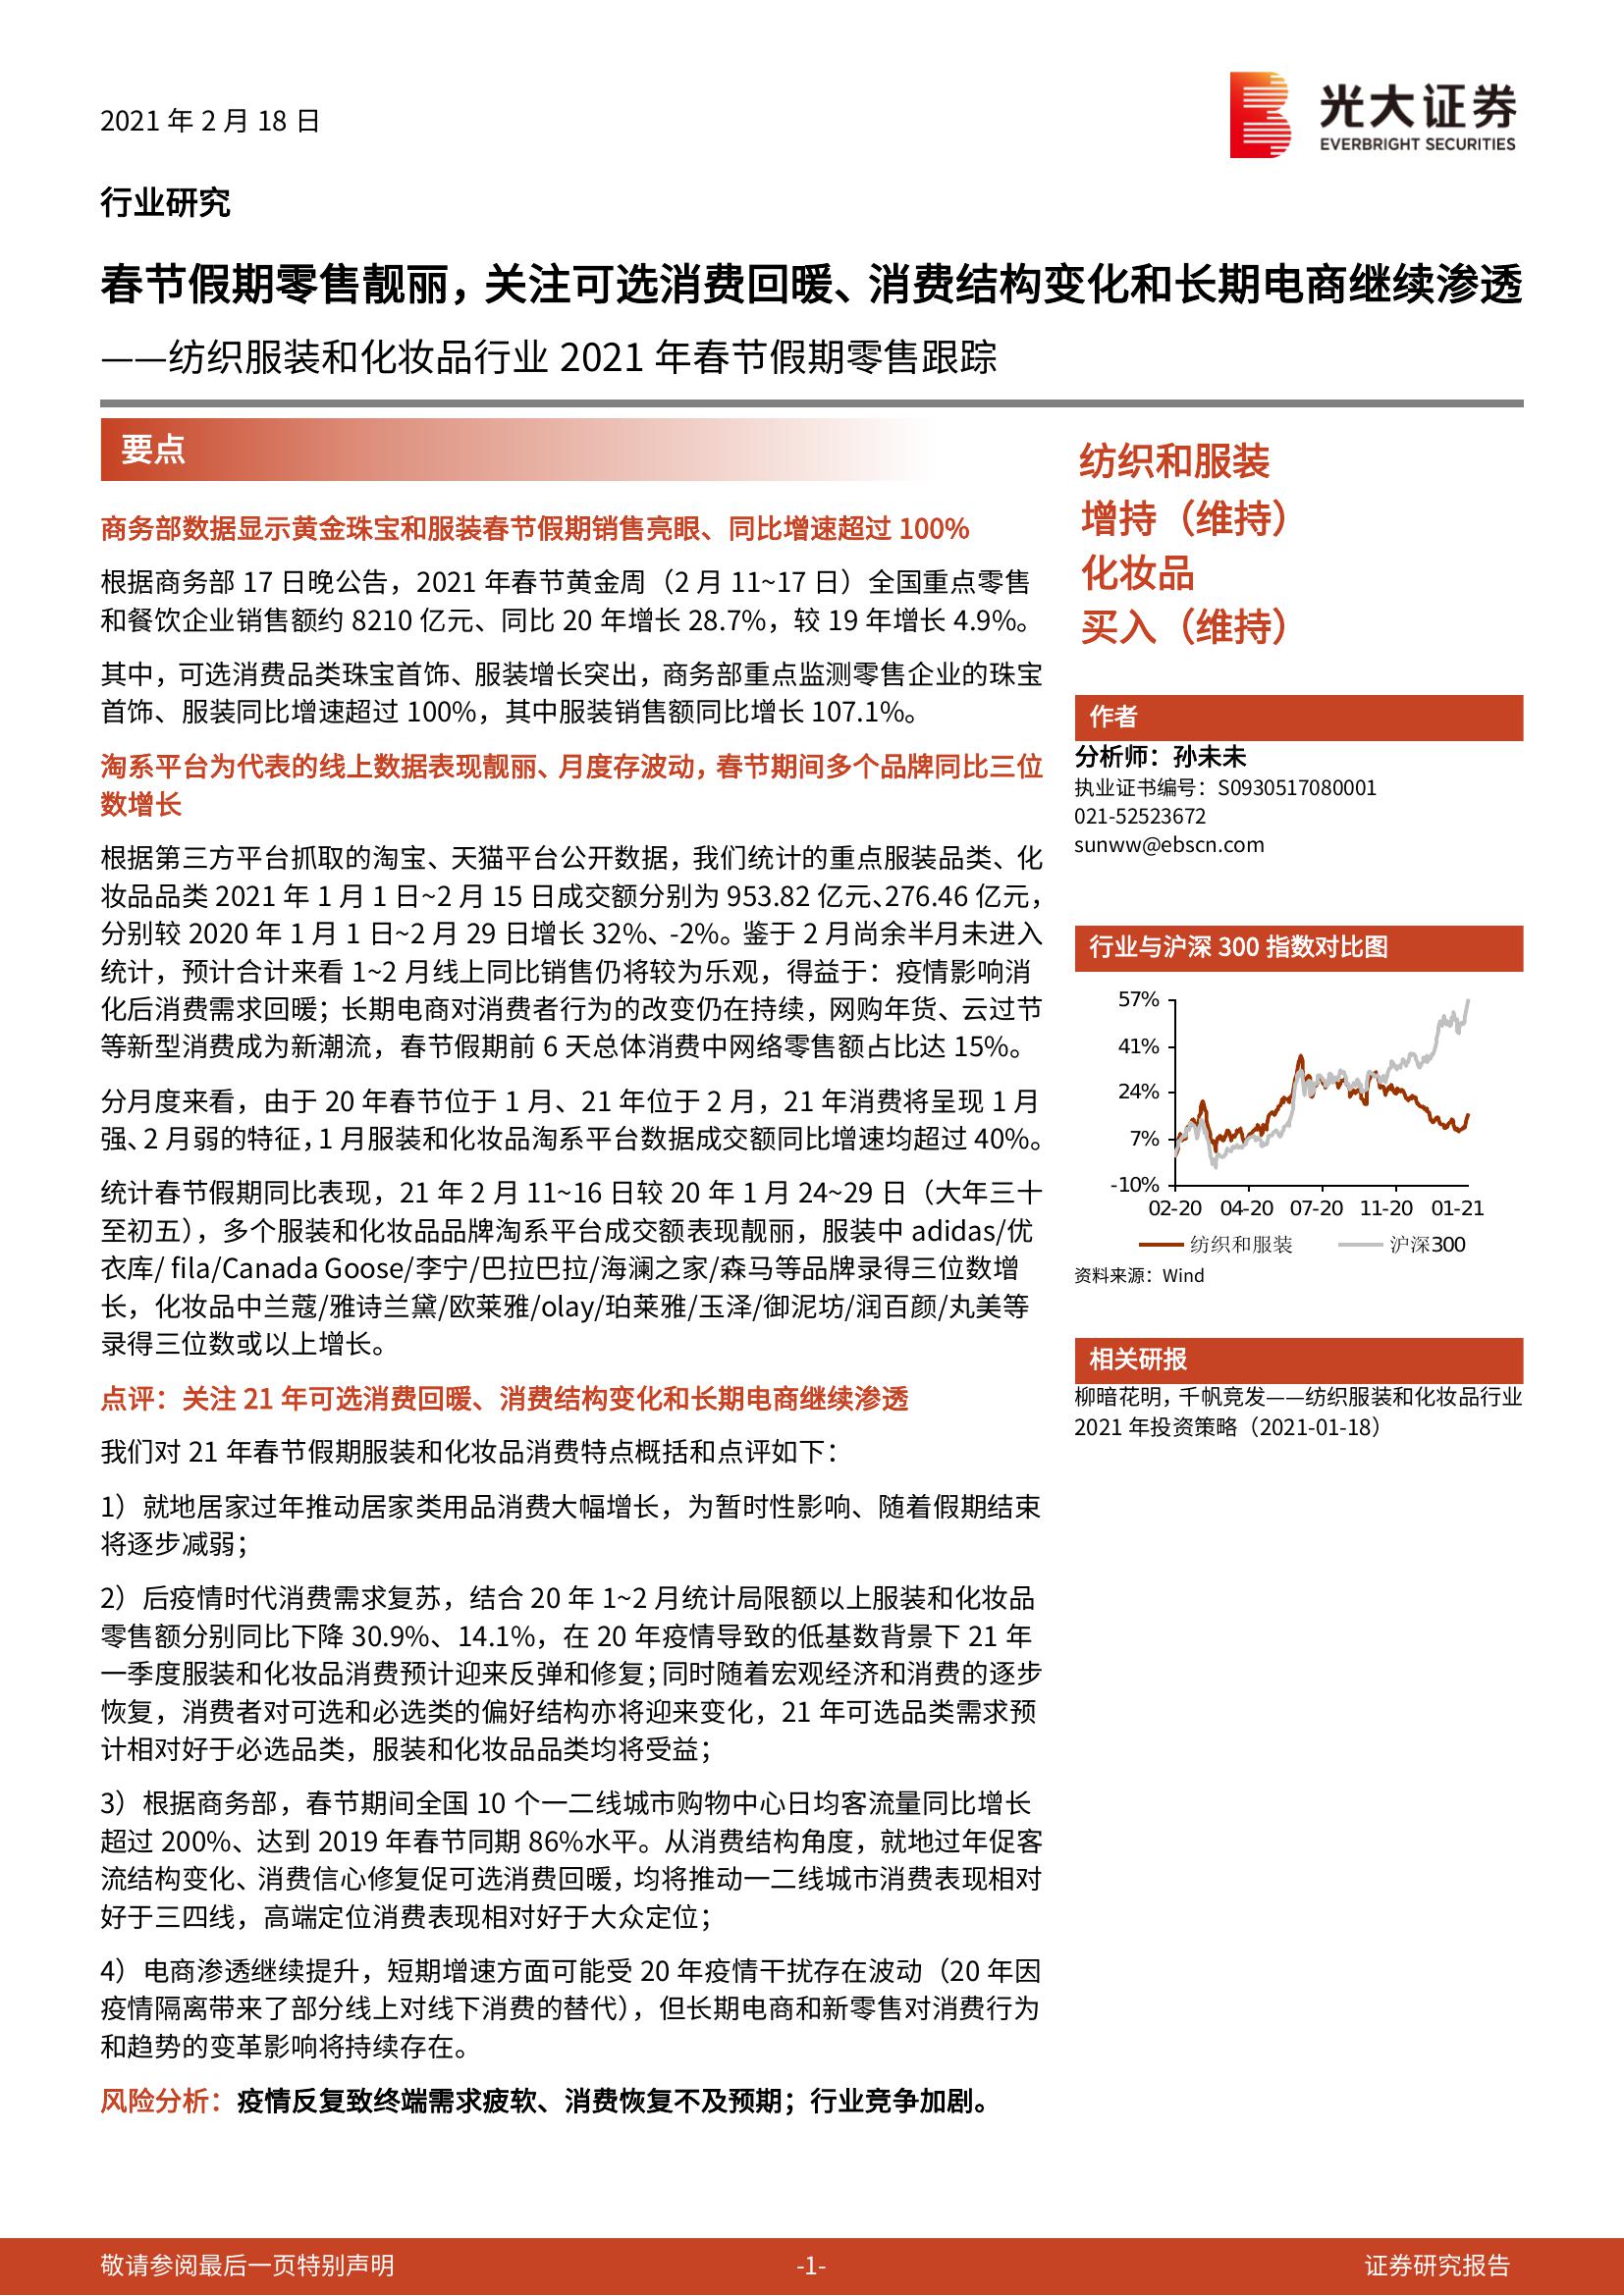 2021 年 2 月 18 日
光大证券
EVERBRIGHT SECURITIES
行业研究
春节假期零售靓丽，关注可选消费回暖、消费结构变化和长期电商继续渗透
——纺织服装和化妆品行业 2021 年春节假期零售跟踪
要点
商务部数据显示黄金珠宝和服装春节假期销售亮眼、同比增速超过 100%
根据商务部 17 日晚公告，2021 年春节黄金周（2 月 11~17 日）全国重点零售
和餐饮企业销售额约 8210 亿元、同比 20 年增长 28.7%，较 19 年增长 4.9%。
其中，可选消费品类珠宝首饰、服装增长突出，商务部重点监测零售企业的珠宝
首饰、服装同比增速超过 100%，其中服装销售额同比增长 107.1%。
淘系平台为代表的线上数据表现靓丽、月度存波动，春节期间多个品牌同比三位
数增长
根据第三方平台抓取的淘宝、天猫平台公开数据，我们统计的重点服装品类、化
妆品品类 2021 年 1 月 1 日~2 月 15 日成交额分别为 953.82 亿元、276.46 亿元，
分别较 2020 年 1 月 1 日~2 月 29 日增长 32%、-2%。鉴于 2 月尚余半月未进入
统计，预计合计来看 1~2 月线上同比销售仍将较为乐观，得益于：疫情影响消
化后消费需求回暖；长期电商对消费者行为的改变仍在持续，网购年货、云过节
等新型消费成为新潮流，春节假期前 6 天总体消费中网络零售额占比达 15%。
分月度来看，由于 20 年春节位于 1 月、21 年位于 2 月，21 年消费将呈现 1 月
强、2 月弱的特征，1 月服装和化妆品淘系平台数据成交额同比增速均超过 40%。
统计春节假期同比表现，21 年 2 月 11~16 日较 20 年 1 月 24~29 日（大年三十
至初五），多个服装和化妆品品牌淘系平台成交额表现靓丽，服装中 adidas/优
衣库/ fila/Canada Goose/李宁/巴拉巴拉/海澜之家/森马等品牌录得三位数增
长，化妆品中兰蔻/雅诗兰黛/欧莱雅/olay/珀莱雅/玉泽/御泥坊/润百颜/丸美等
录得三位数或以上增长。
点评：关注 21 年可选消费回暖、消费结构变化和长期电商继续渗透
我们对 21 年春节假期服装和化妆品消费特点概括和点评如下：
1）就地居家过年推动居家类用品消费大幅增长，为暂时性影响、随着假期结束
将逐步减弱；
2）后疫情时代消费需求复苏，结合 20 年 1~2 月统计局限额以上服装和化妆品
零售额分别同比下降 30.9%、14.1%，在 20 年疫情导致的低基数背景下 21 年
一季度服装和化妆品消费预计迎来反弹和修复；同时随着宏观经济和消费的逐步
恢复，消费者对可选和必选类的偏好结构亦将迎来变化，21 年可选品类需求预
计相对好于必选品类，服装和化妆品品类均将受益；
3）根据商务部，春节期间全国 10 个一二线城市购物中心日均客流量同比增长
超过 200%、达到 2019 年春节同期 86%水平。从消费结构角度，就地过年促客
流结构变化、消费信心修复促可选消费回暖，均将推动一二线城市消费表现相对
好于三四线，高端定位消费表现相对好于大众定位；
4）电商渗透继续提升，短期增速方面可能受 20 年疫情干扰存在波动（20 年因
疫情隔离带来了部分线上对线下消费的替代），但长期电商和新零售对消费行为
和趋势的变革影响将持续存在。
风险分析：疫情反复致终端需求疲软、消费恢复不及预期；行业竞争加剧。
纺织和服装
增持（维持）
化妆品
买入（维持）
作者
分析师：孙未未
执业证书编号：S0930517080001
021-52523672
sunww@ebscn.com
行业与沪深 300 指数对比图
57%
41%
24%
7%
-10%
02-20 04-20 07-20 11-20 01-21
纺织和服装 沪深300
资料来源：Wind
相关研报
柳暗花明，千帆竞发——纺织服装和化妆品行业
2021 年投资策略（2021-01-18）
敬请参阅最后一页特别声明 -1- 证券研究报告